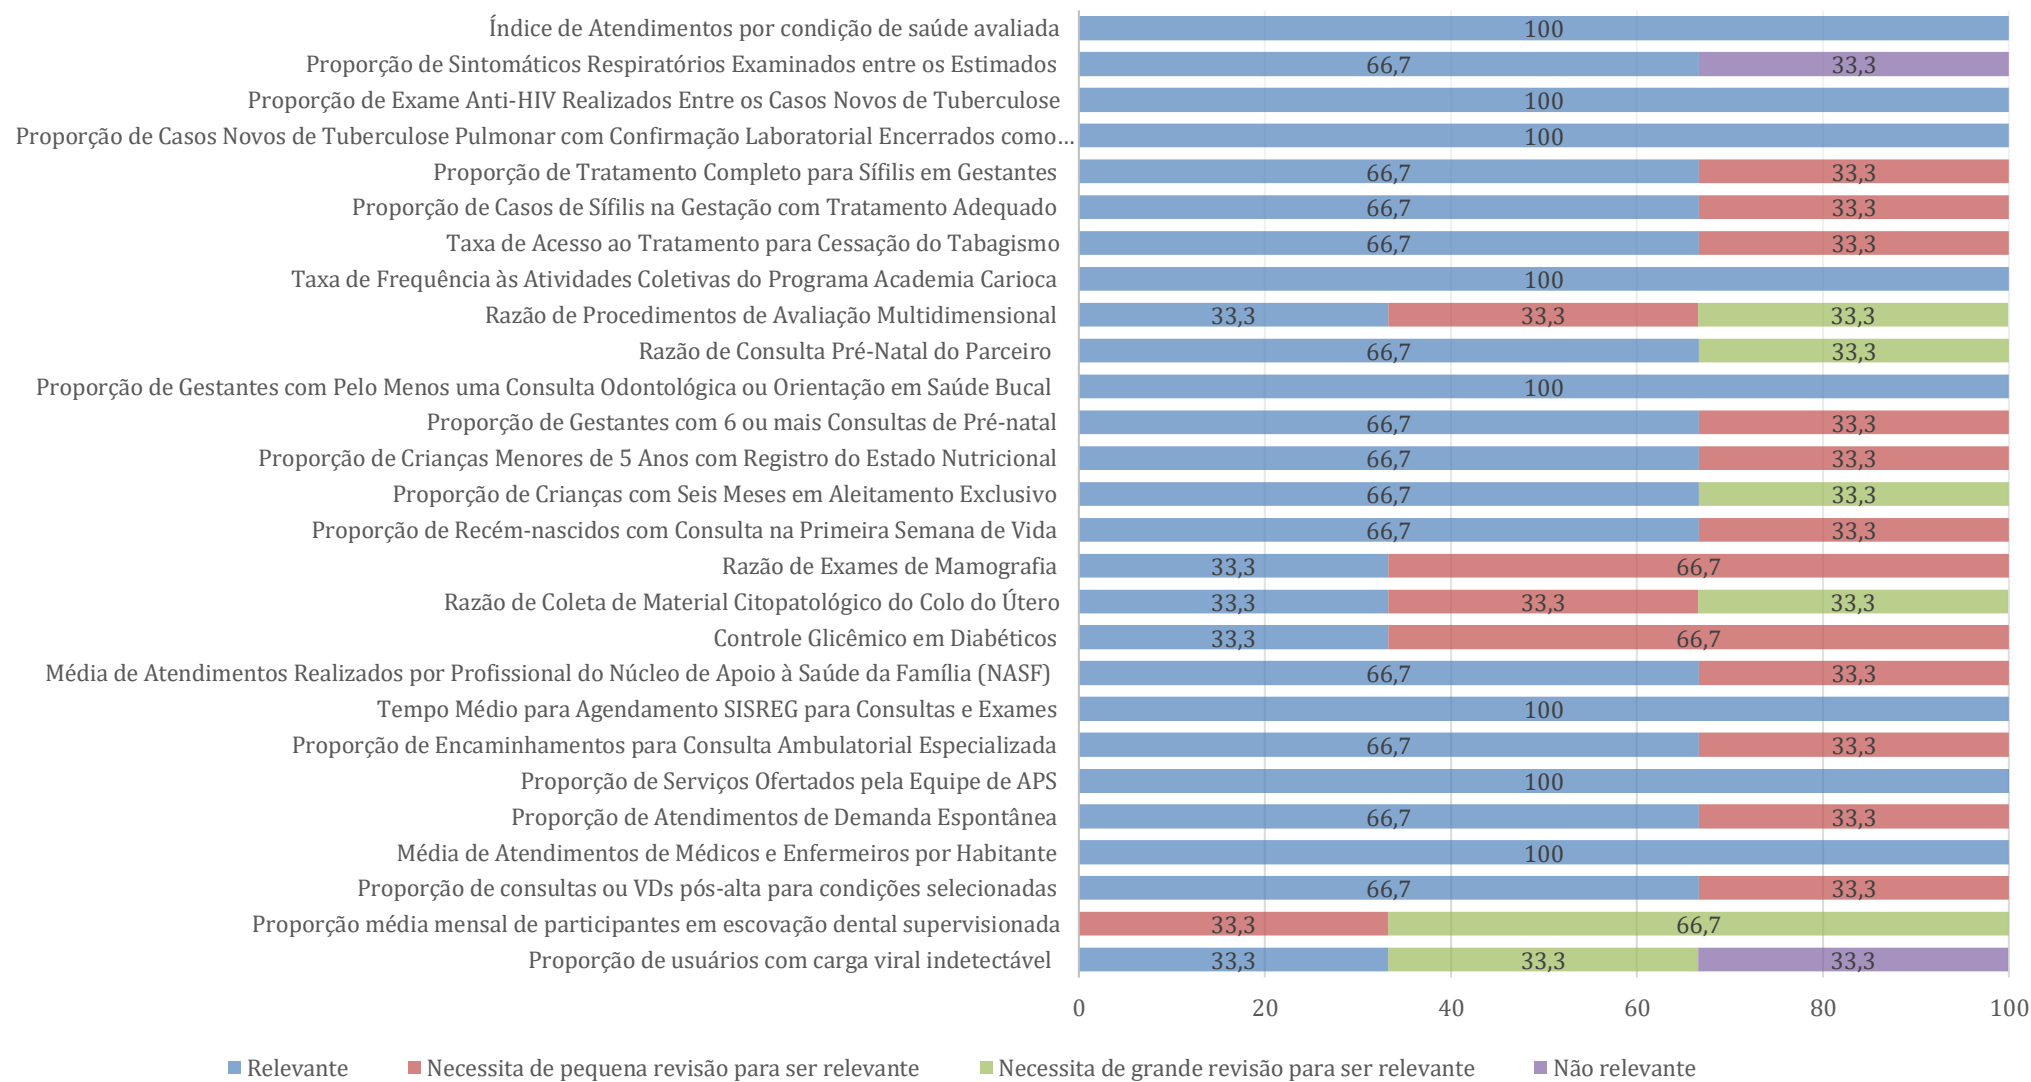 Índice de Atendimentos por condição de saúde avaliada 100
Proporção de Sintomáticos Respiratórios Examinados entre os Estimados 66,7 33,3
Proporção de Exame Anti-HIV Realizados Entre os Casos Novos de Tuberculose 100
Proporção de Casos Novos de Tuberculose Pulmonar com Confirmação Laboratorial Encerrados como... 100
Proporção de Tratamento Completo para Sífilis em Gestantes 66,7 33,3
Proporção de Casos de Sífilis na Gestação com Tratamento Adequado 66,7 33,3
Taxa de Acesso ao Tratamento para Cessação do Tabagismo 66,7 33,3
Taxa de Frequência às Atividades Coletivas do Programa Academia Carioca 100
Razão de Procedimentos de Avaliação Multidimensional 33,3 33,3 33,3
Razão de Consulta Pré-Natal do Parceiro 66,7 33,3
Proporção de Gestantes com Pelo Menos uma Consulta Odontológica ou Orientação em Saúde Bucal 100
Proporção de Gestantes com 6 ou mais Consultas de Pré-natal 66,7 33,3
Proporção de Crianças Menores de 5 Anos com Registro do Estado Nutricional 66,7 33,3
Proporção de Crianças com Seis Meses em Aleitamento Exclusivo 66,7 33,3
Proporção de Recém-nascidos com Consulta na Primeira Semana de Vida 66,7 33,3
Razão de Exames de Mamografia 33,3 66,7
Razão de Coleta de Material Citopatológico do Colo do Útero 33,3 33,3 33,3
Controle Glicêmico em Diabéticos 33,3 66,7
Média de Atendimentos Realizados por Profissional do Núcleo de Apoio à Saúde da Família (NASF) 66,7 33,3
Tempo Médio para Agendamento SISREG para Consultas e Exames 100
Proporção de Encaminhamentos para Consulta Ambulatorial Especializada 66,7 33,3
Proporção de Serviços Ofertados pela Equipe de APS 100
Proporção de Atendimentos de Demanda Espontânea 66,7 33,3
Média de Atendimentos de Médicos e Enfermeiros por Habitante 100
Proporção de consultas ou VDs pós-alta para condições selecionadas 66,7 33,3
Proporção média mensal de participantes em escovação dental supervisionada 33,3 66,7
Proporção de usuários com carga viral indetectável 33,3 33,3 33,3
0 20 40 60 80 100
Relevante Necessita de pequena revisão para ser relevante Necessita de grande revisão para ser relevante Não relevante